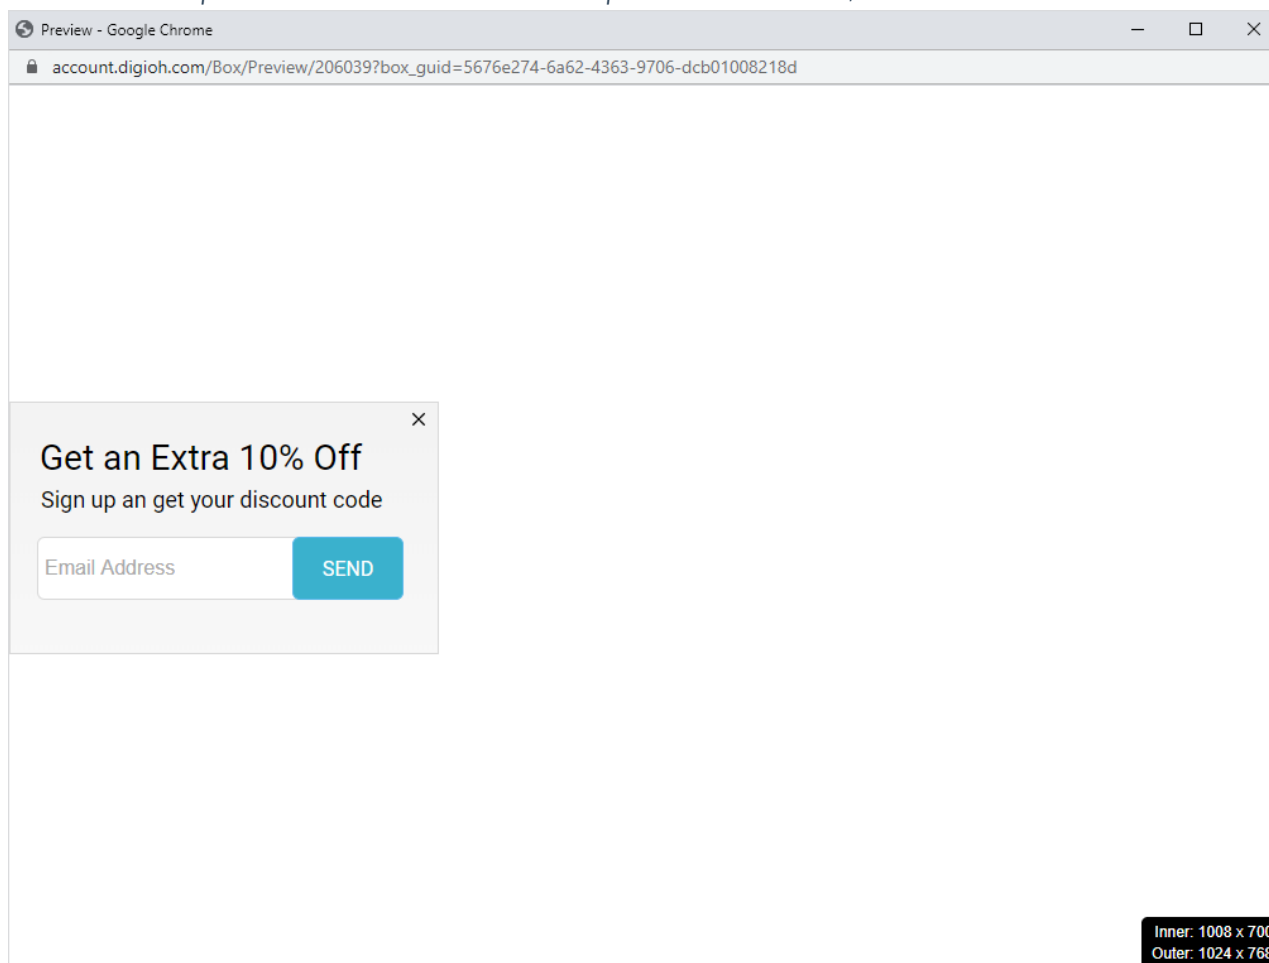 Preview - Google Chrome
account.digioh.com/Box/Preview/206039?box_guid=5676e274-6a62-4363-9706-dcb01008218d
Get an Extra 10% Off
Sign up an get your discount code
Email Address
SEND
Inner: 1008 x 700
Outer: 1024 x 768